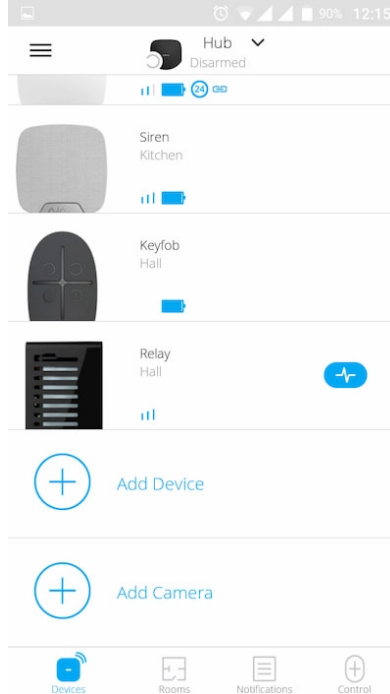 90% 12:15
Hub
Disarmed
24
Siren
Kitchen
Keyfob
Hall
Relay
Hall
Add Device
Add Camera
Devices
Rooms
Notifications
Control